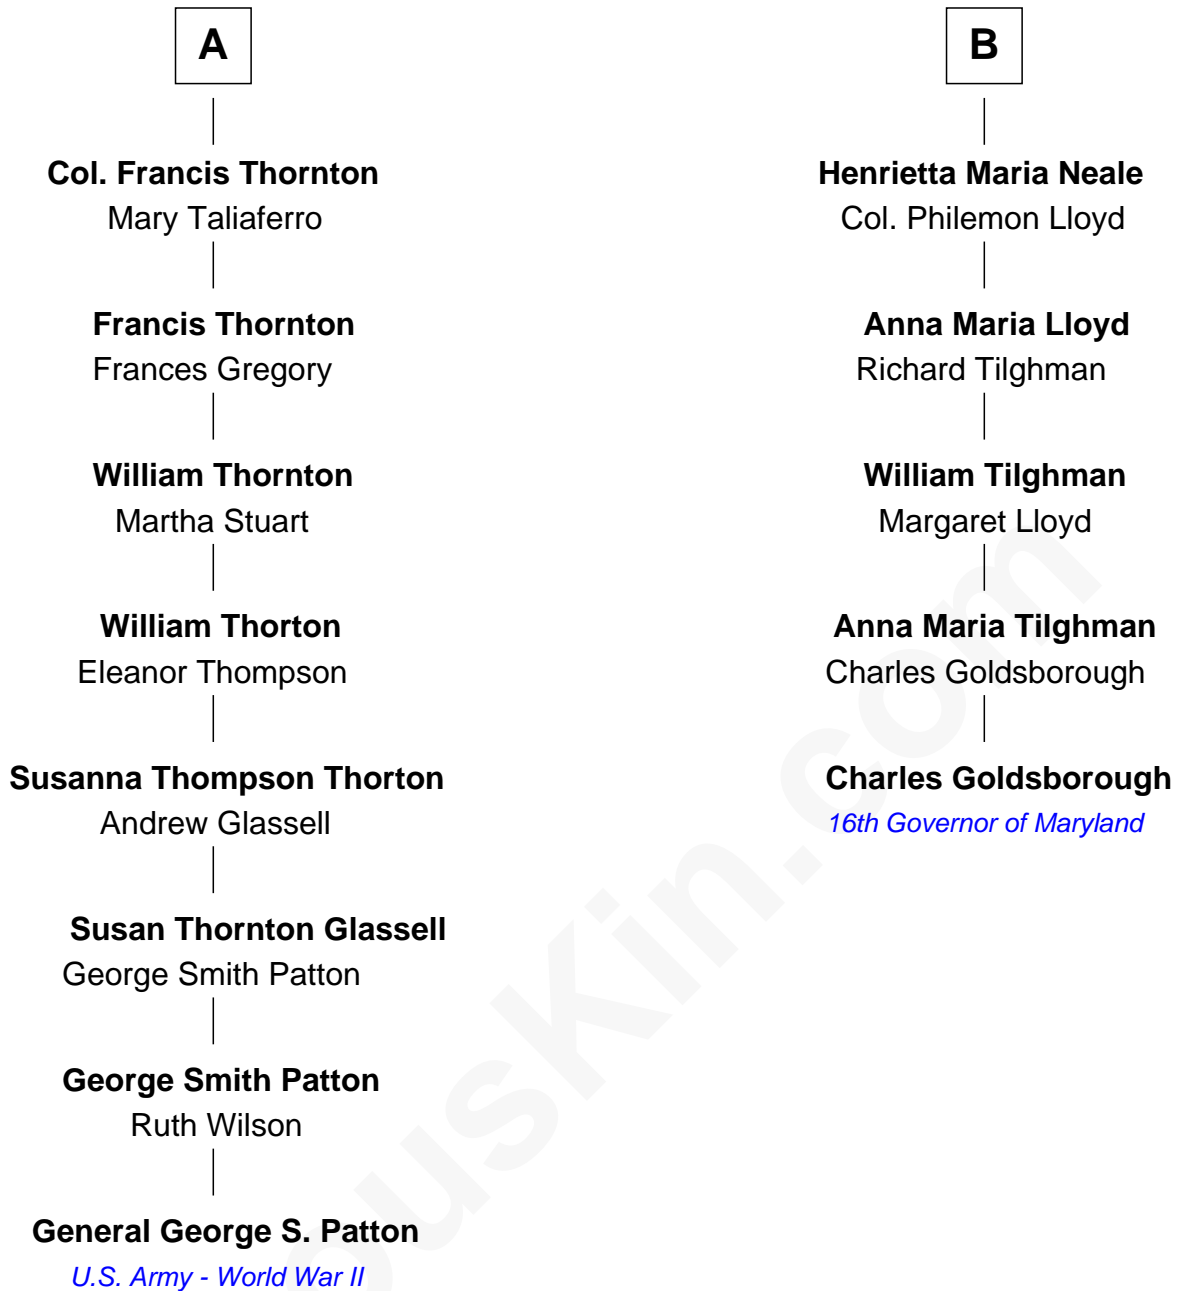 A
Col. Francis Thornton
Mary Taliaferro
Francis Thornton
Frances Gregory
William Thornton
Martha Stuart
William Thorton
Eleanor Thompson
Susanna Thompson Thorton
Andrew Glassell
Susan Thornton Glassell
George Smith Patton
George Smith Patton
Ruth Wilson
General George S. Patton
U.S. Army - World War II
B
Henrietta Maria Neale
Col. Philemon Lloyd
Anna Maria Lloyd
Richard Tilghman
William Tilghman
Margaret Lloyd
Anna Maria Tilghman
Charles Goldsborough
Charles Goldsborough
16th Governor of Maryland
ousKin.com